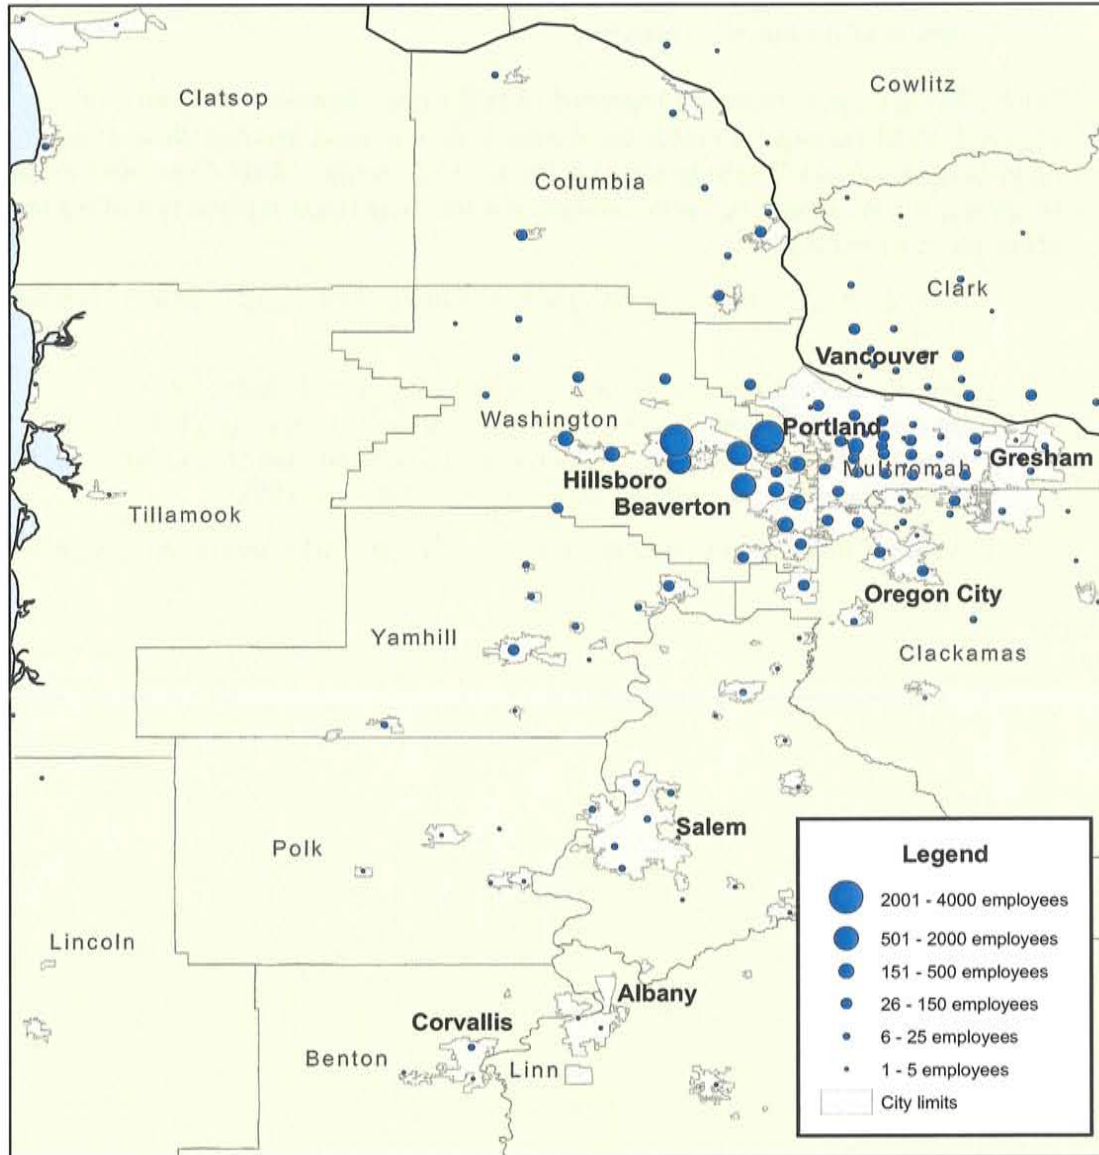 Cowlitz
Clatsop
Columbia
Clark
Vancouver
Washington
Portland
Multnomah
Gresham
Hillsboro
Beaverton
Tillamook
Oregon City
Yamhill
Clackamas
Salem
Polk
Lincoln
Albany
Corvallis
Benton
Linn
Legend
2001 - 4000 employees
501 - 2000 employees
151 - 500 employees
26 - 150 employees
6 - 25 employees
1 - 5 employees
City limits